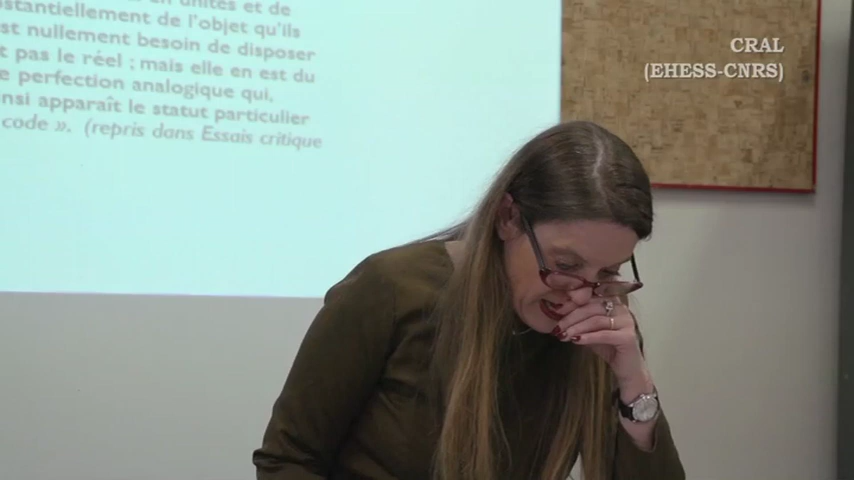 en unités et de
stantiellement de l'objet qu'ils
st nullement besoin de disposer
t pas le réel ; mais elle en est du
e perfection analogique qui,
nsi apparaît le statut particulier
code ». (repris dans Essais critique
CRAL
(EHESS-CNRS)